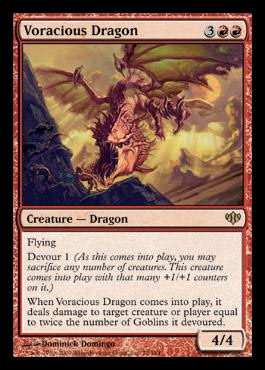 Voracious Dragon 3
Creature — Dragon
Flying
Devour 1 (As this comes into play, you may
sacrifice any number of creatures. This creature
comes into play with that many +1/+1 counters
on it.)
When Voracious Dragon comes into play, it
deals damage to target creature or player equal
to twice the number of Goblins it devoured.
Dominick Domingo
4/4